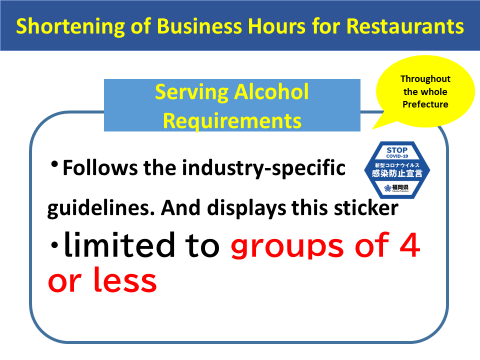 Shortening of Business Hours for Restaurants
Throughout
the whole
Prefecture
Serving Alcohol
Requirements
・Follows the industry-specific
guidelines. And displays this sticker
STOP
COVID-19
新型コロナウイルス
感染防止宣言
福岡県
・limited to groups of 4
or less